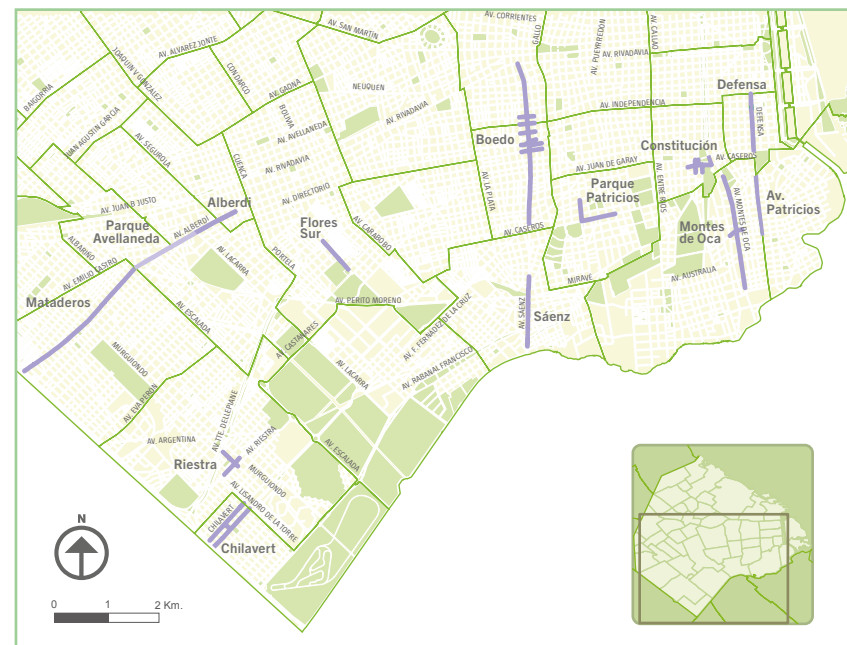 AV. CORRIENTES
AV. SAN MARTÍN
GALLO
AV. PUEYRREDON
AV. CALLAO
AV. ALVAREZ JONTE
JOAQUIN V GONZALEZ
CONDARCO
AV. GAONA
NEUQUEN
AV. RIVADAVIA
AV. RIVADAVIA
BAIGORRIA
BOLIVIA
Defensa
AV. INDEPENDENCIA
DEFENSA
JUAN AGUSTIN GARCIA
AV. SEGUROLA
AV. AVELLANEDA
Boedo
Constitución
CUENCA
AV. RIVADAVIA
AV. JUAN DE GARAY
AV. CASEROS
AV. LA PLATA
AV. ENTRE RIOS
Parque
Patricios
AV. DIRECTORIO
AV. JUAN B JUSTO
Alberdi
AV. ALBERDI
Parque
Avellaneda
Flores
Sur
AV. CARABOBO
AV. CASEROS
Montes
de Oca
AV. MONTES DE OCA
Av.
Patricios
ALBARIÑO
AV. LACARRA
PORTELA
AV. EMILIO CASTRO
MIRAVE
AV. AUSTRALIA
Mataderos
AV. ESCALADA
AV. PERITO MORENO
AV. SAENZ
Sáenz
AV. F. FERNADEZ DE LA CRUZ
AV. CASTAÑARES
MURGUIONDO
AV. LACARRA
AV. RABANAL FRANCISCO
AV. EVA PERON
AV. TTE. DELLEPIANE
AV. ARGENTINA
AV. RIESTRA
AV. ESCALADA
Riestra
MURGUIONDO
AV. LISANDRO DE LA TORRE
CHILAVERT
Chilavert
N
0 1 2 Km.